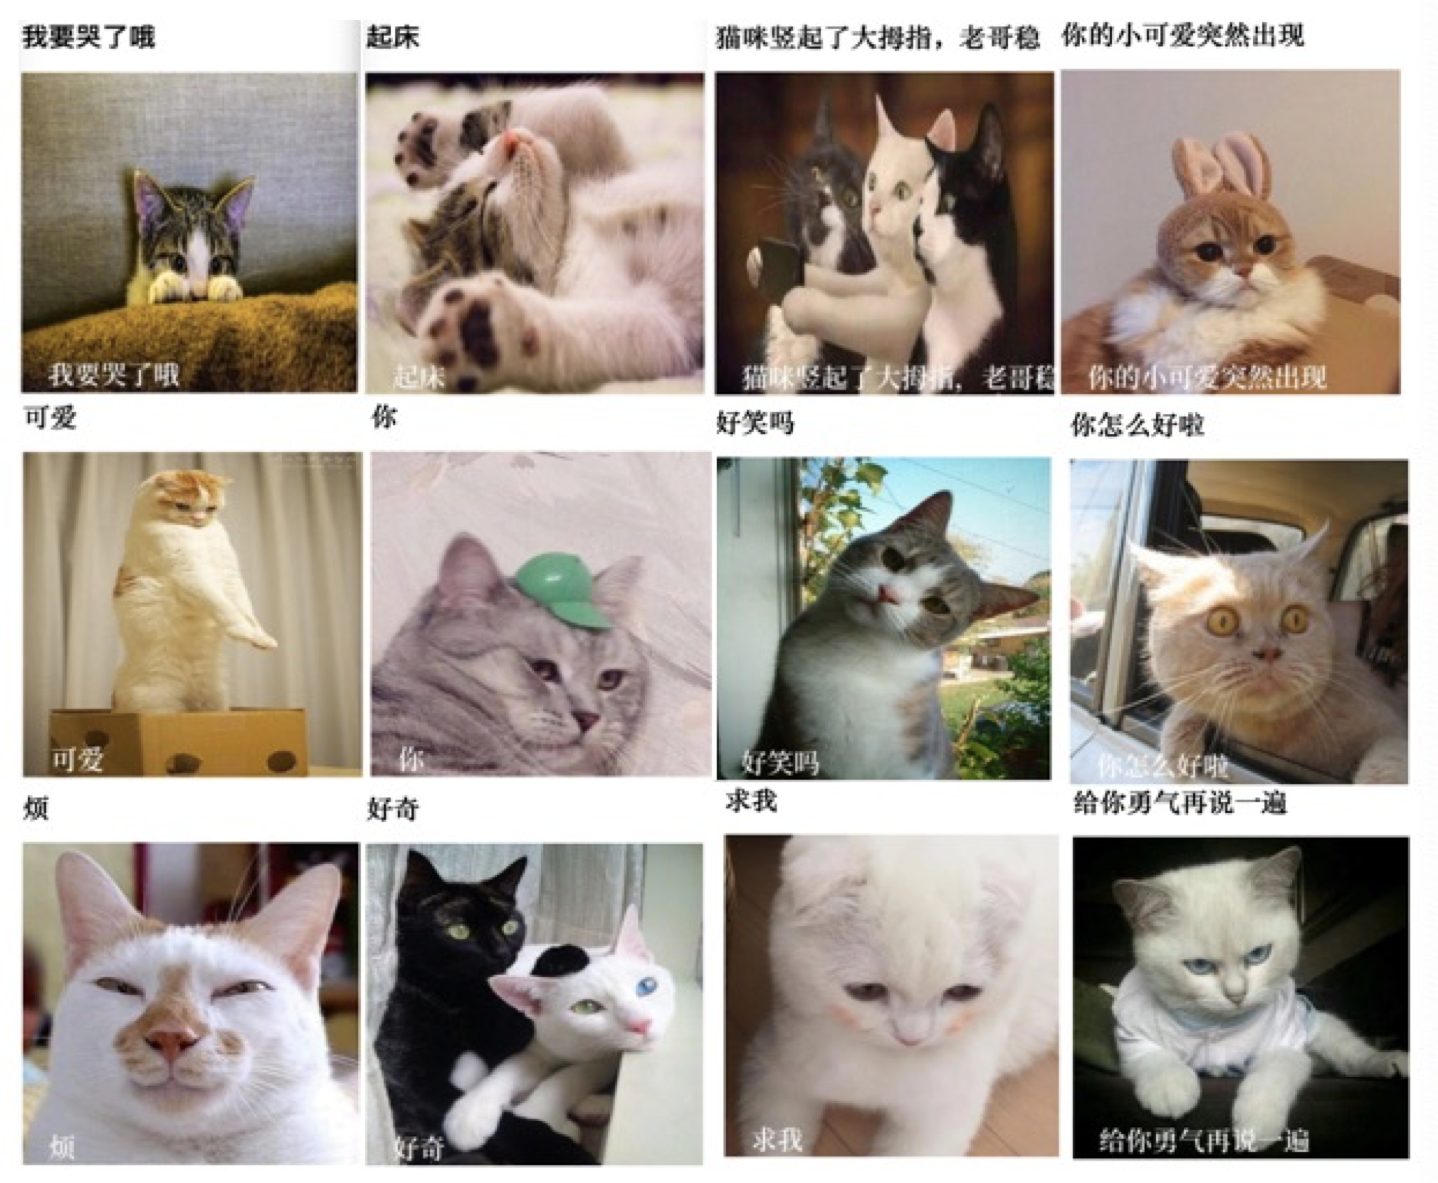 我要哭了哦
起床
猫咪竖起了大拇指，老哥稳
你的小可爱突然出现
我要哭了哦
起床
猫咪竖起了大拇指，老哥稳
你的小可爱突然出现
可爱
你
好笑吗
你怎么好啦
可爱
你
好笑吗
你怎么好啦
烦
好奇
求我
给你勇气再说一遍
烦
好奇
求我
给你勇气再说一遍